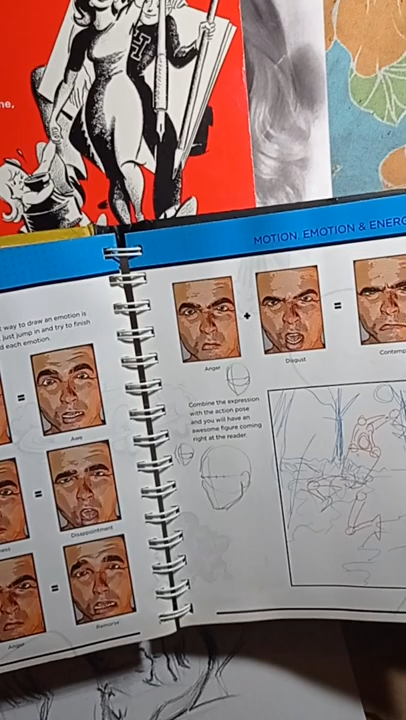 ne,
MOTION, EMOTION & ENERG
t way to draw an emotion is
just jump in and try to finish
d each emotion.
=
Awe
=
Disappointment
ness
=
Anger
Remorse
+
=
Anger
Disgust
Contemp
Combine the expression
with the action pose
and you will have an
awesome figure coming
right at the reader.
H